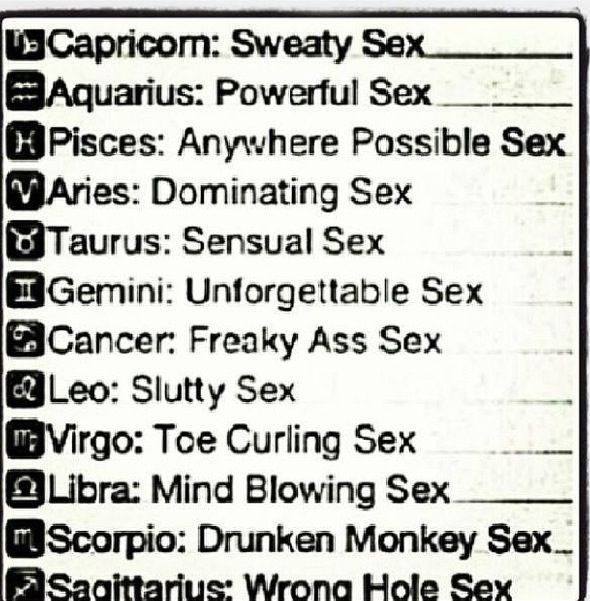 Capricorn: Sweaty Sex
Aquarius: Powerful Sex
Pisces: Anywhere Possible Sex
Aries: Dominating Sex
Taurus: Sensual Sex
Gemini: Unforgettable Sex
Cancer: Freaky Ass Sex
Leo: Slutty Sex
Virgo: Toe Curling Sex
Libra: Mind Blowing Sex
Scorpio: Drunken Monkey Sex
Sagittarius: Wrong Hole Sex